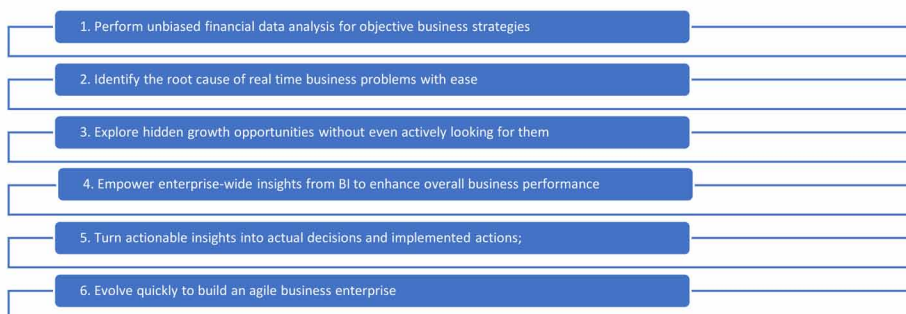 1. Perform unbiased financial data analysis for objective business strategies
2. Identify the root cause of real time business problems with ease
3. Explore hidden growth opportunities without even actively looking for them
4. Empower enterprise-wide insights from BI to enhance overall business performance
5. Turn actionable insights into actual decisions and implemented actions;
6. Evolve quickly to build an agile business enterprise